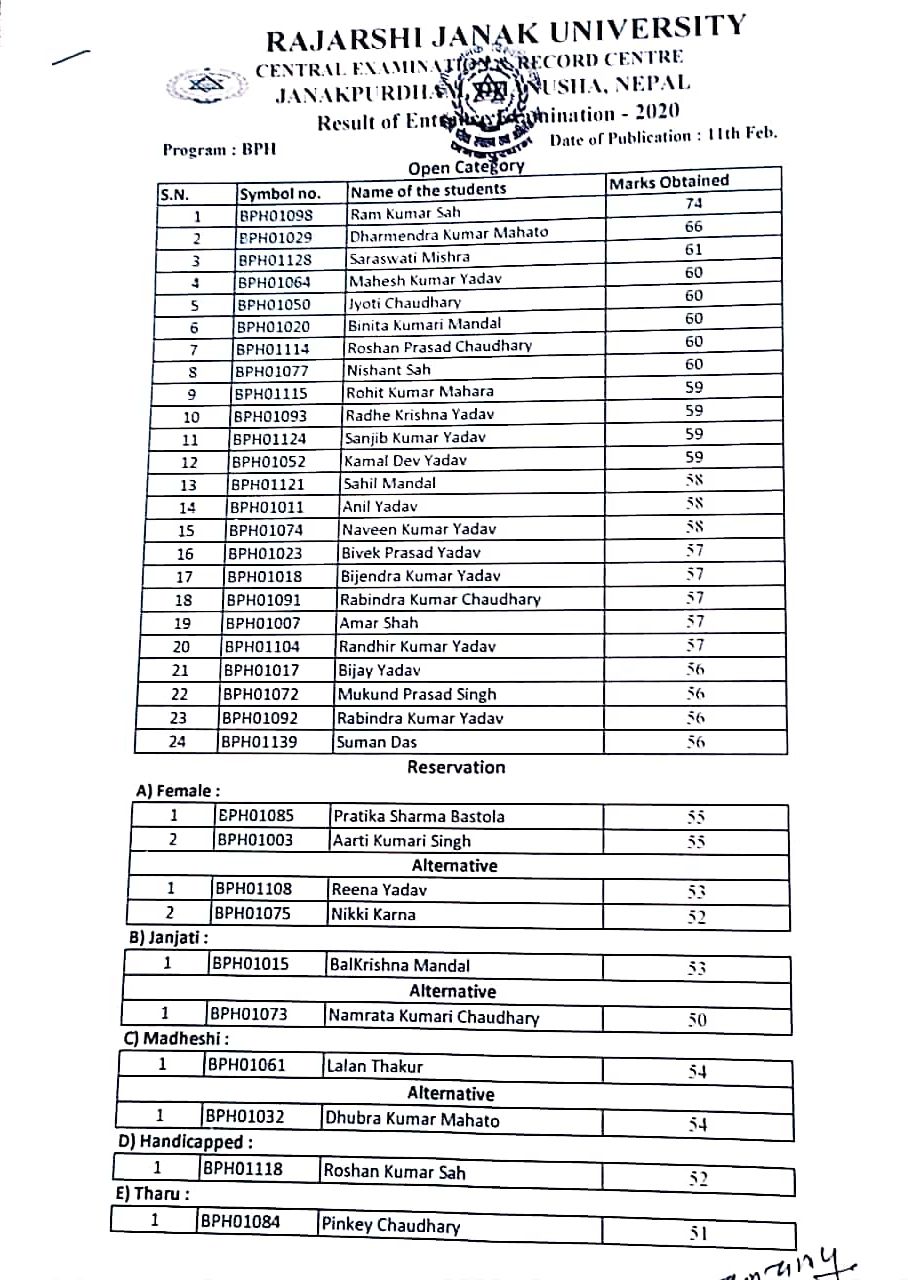 RAJARSHI JANAK UNIVERSITY
CENTRAL EXAMINATION & RECORD CENTRE
JANAKPURDHAM, DHANUSHA, NEPAL
Result of Entrance Examination - 2020
Program : BPH Date of Publication : 11th Feb.
Open Category
S.N. Symbol no. Name of the students Marks Obtained
1 BPH01098 Ram Kumar Sah 74
2 BPH01029 Dharmendra Kumar Mahato 66
3 BPH01128 Saraswati Mishra 61
4 BPH01064 Mahesh Kumar Yadav 60
5 BPH01050 Jyoti Chaudhary 60
6 BPH01020 Binita Kumari Mandal 60
7 BPH01114 Roshan Prasad Chaudhary 60
8 BPH01077 Nishant Sah 60
9 BPH01115 Rohit Kumar Mahara 59
10 BPH01093 Radhe Krishna Yadav 59
11 BPH01124 Sanjib Kumar Yadav 59
12 BPH01052 Kamal Dev Yadav 59
13 BPH01121 Sahil Mandal 58
14 BPH01011 Anil Yadav 58
15 BPH01074 Naveen Kumar Yadav 58
16 BPH01023 Bivek Prasad Yadav 57
17 BPH01018 Bijendra Kumar Yadav 57
18 BPH01091 Rabindra Kumar Chaudhary 57
19 BPH01007 Amar Shah 57
20 BPH01104 Randhir Kumar Yadav 57
21 BPH01017 Bijay Yadav 56
22 BPH01072 Mukund Prasad Singh 56
23 BPH01092 Rabindra Kumar Yadav 56
24 BPH01139 Suman Das 56
Reservation
A) Female :
1 BPH01085 Pratika Sharma Bastola 55
2 BPH01003 Aarti Kumari Singh 55
Alternative
1 BPH01108 Reena Yadav 53
2 BPH01075 Nikki Karna 52
B) Janjati :
1 BPH01015 BalKrishna Mandal 53
Alternative
1 BPH01073 Namrata Kumari Chaudhary 50
C) Madheshi :
1 BPH01061 Lalan Thakur 54
Alternative
1 BPH01032 Dhubra Kumar Mahato 54
D) Handicapped :
1 BPH01118 Roshan Kumar Sah 52
E) Tharu :
1 BPH01084 Pinkey Chaudhary 51